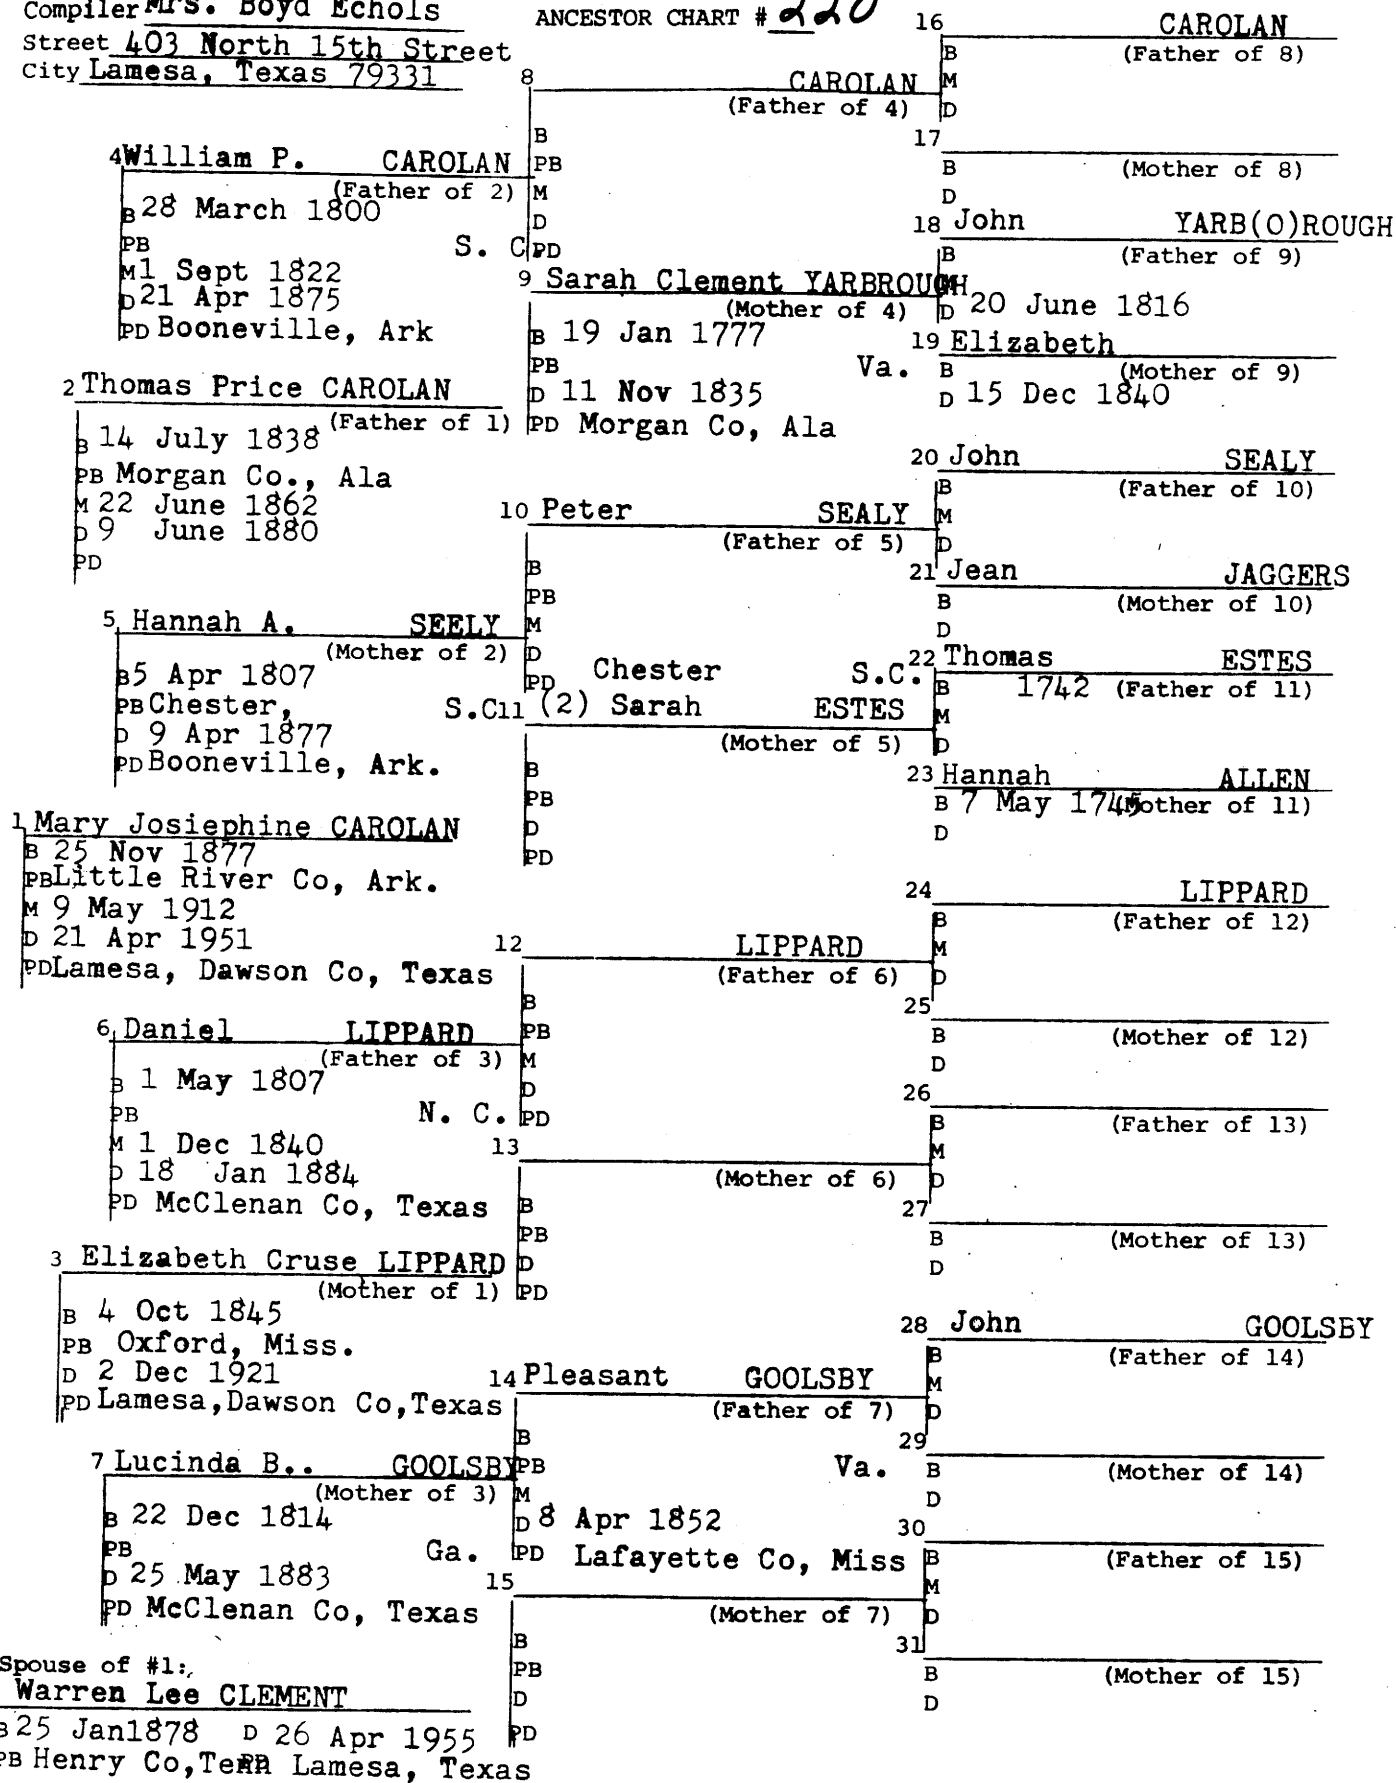 Compiler Mrs. Boyd Echols
Street 403 North 15th Street
City Lamesa, Texas 79331
ANCESTOR CHART # 220
1 Mary Josiephine CAROLAN
B 25 Nov 1877
PB Little River Co, Ark.
M 9 May 1912
D 21 Apr 1951
PD Lamesa, Dawson Co, Texas
2 Thomas Price CAROLAN
(Father of 1)
B 14 July 1838
PB Morgan Co., Ala
M 22 June 1862
D 9 June 1880
PD
3 Elizabeth Cruse LIPPARD
(Mother of 1)
B 4 Oct 1845
PB Oxford, Miss.
D 2 Dec 1921
PD Lamesa, Dawson Co, Texas
4 William P. CAROLAN
(Father of 2)
B 28 March 1800
PB S. C
M 1 Sept 1822
D 21 Apr 1875
PD Booneville, Ark
5 Hannah A. SEELY
(Mother of 2)
B 5 Apr 1807
PB Chester, S.C
D 9 Apr 1877
PD Booneville, Ark.
6 Daniel LIPPARD
(Father of 3)
B 1 May 1807
PB N. C.
M 1 Dec 1840
D 18 Jan 1884
PD McClenan Co, Texas
7 Lucinda B.. GOOLSBY
(Mother of 3)
B 22 Dec 1814
PB Ga.
D 25 May 1883
PD McClenan Co, Texas
Spouse of #1:
Warren Lee CLEMENT
B 25 Jan1878 D 26 Apr 1955
PB Henry Co, Tenn Lamesa, Texas
8 CAROLAN
(Father of 4)
B
PB
M
D
PD
9 Sarah Clement YARBROUGH
(Mother of 4)
B 19 Jan 1777
PB Va.
D 11 Nov 1835
PD Morgan Co, Ala
10 Peter SEALY
(Father of 5)
B
PB
M
D
PD Chester S.C.
11 (2) Sarah ESTES
(Mother of 5)
B
PB
D
PD
12 LIPPARD
(Father of 6)
B
PB
M
D
PD
13
(Mother of 6)
B
PB
D
PD
14 Pleasant GOOLSBY
(Father of 7)
B
PB Va.
M
D 8 Apr 1852
PD Lafayette Co, Miss
15
(Mother of 7)
B
PB
D
PD
16 CAROLAN
B (Father of 8)
M
D
17
B (Mother of 8)
D
18 John YARB(O)ROUGH
B (Father of 9)
M
D 20 June 1816
19 Elizabeth
B (Mother of 9)
D 15 Dec 1840
20 John SEALY
B (Father of 10)
M
D
21 Jean JAGGERS
B (Mother of 10)
D
22 Thomas ESTES
B 1742 (Father of 11)
M
D
23 Hannah ALLEN
B 7 May 1745 (Mother of 11)
D
24 LIPPARD
B (Father of 12)
M
D
25
B (Mother of 12)
D
26
B (Father of 13)
M
D
27
B (Mother of 13)
D
28 John GOOLSBY
B (Father of 14)
M
D
29
B (Mother of 14)
D
30
B (Father of 15)
M
D
31
B (Mother of 15)
D